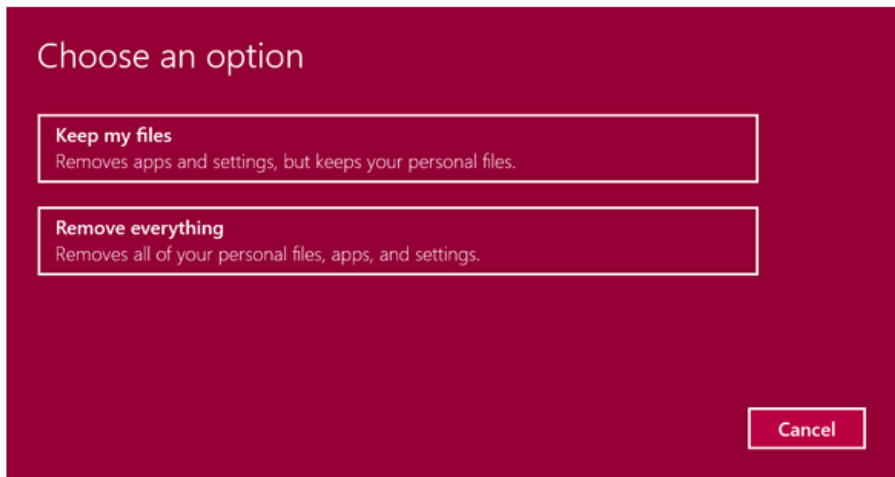 Choose an option
Keep my files
Removes apps and settings, but keeps your personal files.
Remove everything
Removes all of your personal files, apps, and settings.
Cancel